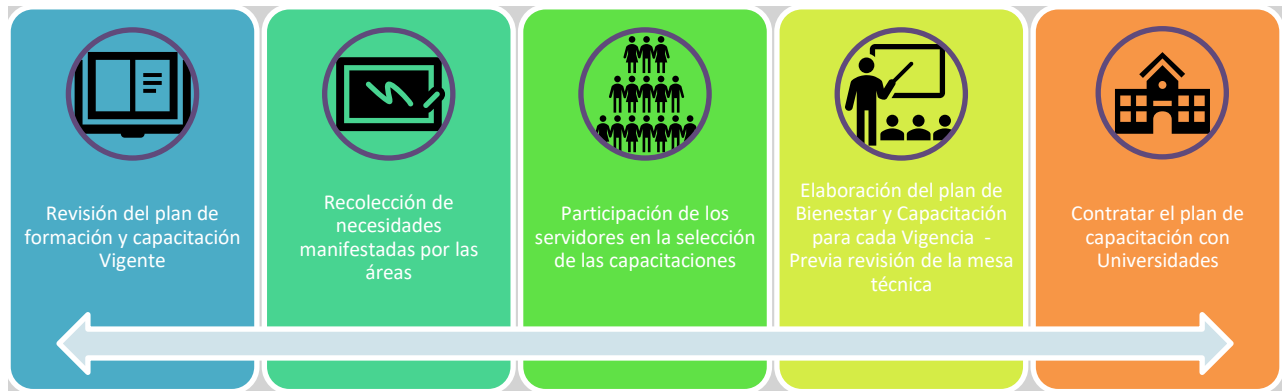 Revisión del plan de
formación y capacitación
Vigente
Recolección de
necesidades
manifestadas por las
áreas
Participación de los
servidores en la selección
de las capacitaciones
Elaboración del plan de
Bienestar y Capacitación
para cada Vigencia -
Previa revisión de la mesa
técnica
Contratar el plan de
capacitación con
Universidades